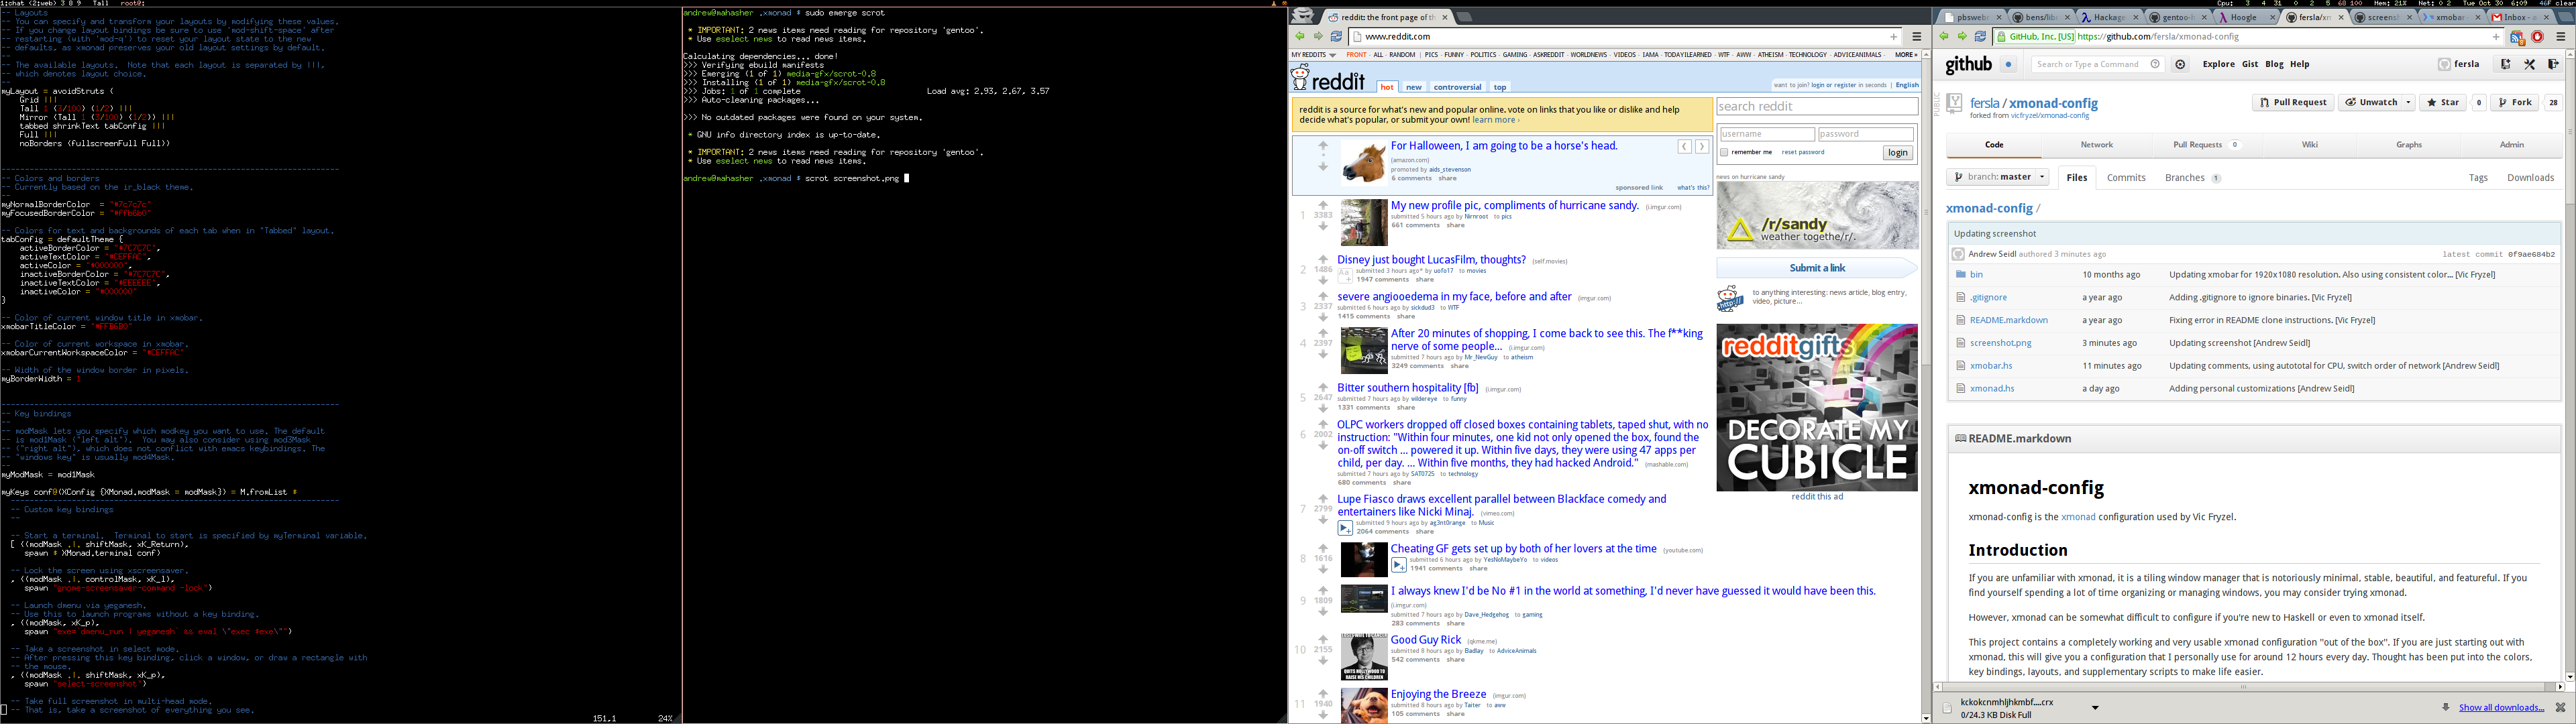 1:chat (2:web) 3 8 9   Tall   root@:
Cpu:  3  4  31  0  2  5  68 100  Mem: 21%  Net: 0 2  Tue Oct 30  6:09  46F clear
-- Layouts
-- You can specify and transform your layouts by modifying these values.
-- If you change layout bindings be sure to use 'mod-shift-space' after
-- restarting (with 'mod-q') to reset your layout state to the new
-- defaults, as xmonad preserves your old layout settings by default.
--
-- The available layouts.  Note that each layout is separated by |||,
-- which denotes layout choice.
--
myLayout = avoidStruts (
    Grid |||
    Tall 1 (3/100) (1/2) |||
    Mirror (Tall 1 (3/100) (1/2)) |||
    tabbed shrinkText tabConfig |||
    Full |||
    noBorders (fullscreenFull Full))
------------------------------------------------------------------------
-- Colors and borders
-- Currently based on the ir_black theme.
--
myNormalBorderColor  = "#7c7c7c"
myFocusedBorderColor = "#ffb6b0"
-- Colors for text and backgrounds of each tab when in "Tabbed" layout.
tabConfig = defaultTheme {
    activeBorderColor = "#7C7C7C",
    activeTextColor = "#CEFFAC",
    activeColor = "#000000",
    inactiveBorderColor = "#7C7C7C",
    inactiveTextColor = "#EEEEEE",
    inactiveColor = "#000000"
}
-- Color of current window title in xmobar.
xmobarTitleColor = "#FFB6B0"
-- Color of current workspace in xmobar.
xmobarCurrentWorkspaceColor = "#CEFFAC"
-- Width of the window border in pixels.
myBorderWidth = 1
------------------------------------------------------------------------
-- Key bindings
--
-- modMask lets you specify which modkey you want to use. The default
-- is mod1Mask ("left alt").  You may also consider using mod3Mask
-- ("right alt"), which does not conflict with emacs keybindings. The
-- "windows key" is usually mod4Mask.
--
myModMask = mod1Mask
myKeys conf@(XConfig {XMonad.modMask = modMask}) = M.fromList $
  ----------------------------------------------------------------------
  -- Custom key bindings
  --
  -- Start a terminal.  Terminal to start is specified by myTerminal variable.
  [ ((modMask .|. shiftMask, xK_Return),
     spawn $ XMonad.terminal conf)
  -- Lock the screen using xscreensaver.
  , ((modMask .|. controlMask, xK_l),
     spawn "gnome-screensaver-command -lock")
  -- Launch dmenu via yeganesh.
  -- Use this to launch programs without a key binding.
  , ((modMask, xK_p),
     spawn "exe=`dmenu_run | yeganesh` && eval \"exec $exe\"")
  -- Take a screenshot in select mode.
  -- After pressing this key binding, click a window, or draw a rectangle with
  -- the mouse.
  , ((modMask .|. shiftMask, xK_p),
     spawn "select-screenshot")
  -- Take full screenshot in multi-head mode.
  -- That is, take a screenshot of everything you see.
151,1 24%
andrew@mahasher .xmonad $ sudo emerge scrot
 * IMPORTANT: 2 news items need reading for repository 'gentoo'.
 * Use eselect news to read news items.
Calculating dependencies... done!
>>> Verifying ebuild manifests
>>> Emerging (1 of 1) media-gfx/scrot-0.8
>>> Installing (1 of 1) media-gfx/scrot-0.8
>>> Jobs: 1 of 1 complete Load avg: 2.93, 2.67, 3.57
>>> Auto-cleaning packages...
>>> No outdated packages were found on your system.
 * GNU info directory index is up-to-date.
 * IMPORTANT: 2 news items need reading for repository 'gentoo'.
 * Use eselect news to read news items.
andrew@mahasher .xmonad $ scrot screenshot.png
reddit: the front page of th
www.reddit.com
MY REDDITS FRONT - ALL - RANDOM | PICS - FUNNY - POLITICS - GAMING - ASKREDDIT - WORLDNEWS - VIDEOS - IAMA - TODAYILEARNED - WTF - AWW - ATHEISM - TECHNOLOGY - ADVICEANIMALS - MORE »
reddit hot new controversial top
want to join? login or register in seconds | English
reddit is a source for what's new and popular online. vote on links that you like or dislike and help
decide what's popular, or submit your own! learn more ›
For Halloween, I am going to be a horse's head.
(amazon.com)
promoted by aids_stevenson
6 comments share
sponsored link what's this?
1 3383 My new profile pic, compliments of hurricane sandy. (i.imgur.com)
submitted 5 hours ago by Nirnroot to pics
661 comments share
2 1486 Disney just bought LucasFilm, thoughts? (self.movies)
Aa+ submitted 3 hours ago* by uofo17 to movies
1947 comments share
3 2337 severe angiooedema in my face, before and after (imgur.com)
submitted 6 hours ago by sickdud3 to WTF
1415 comments share
4 2397 After 20 minutes of shopping, I come back to see this. The f**king
nerve of some people... (i.imgur.com)
submitted 7 hours ago by Mr_NewGuy to atheism
3249 comments share
5 2647 Bitter southern hospitality [fb] (i.imgur.com)
submitted 7 hours ago by wildereye to funny
1331 comments share
6 2002 OLPC workers dropped off closed boxes containing tablets, taped shut, with no
instruction: "Within four minutes, one kid not only opened the box, found the
on-off switch ... powered it up. Within five days, they were using 47 apps per
child, per day. ... Within five months, they had hacked Android." (mashable.com)
submitted 7 hours ago by SAT0725 to technology
680 comments share
7 2799 Lupe Fiasco draws excellent parallel between Blackface comedy and
entertainers like Nicki Minaj. (vimeo.com)
submitted 9 hours ago by ag3nt0range to Music
2064 comments share
8 1616 Cheating GF gets set up by both of her lovers at the time (youtube.com)
submitted 6 hours ago by YesNoMaybeYo to videos
1941 comments share
9 1809 I always knew I'd be No #1 in the world at something, I'd never have guessed it would have been this.
(i.imgur.com)
submitted 7 hours ago by Dave_Hedgehog to gaming
283 comments share
10 2155 Good Guy Rick (qkme.me)
submitted 8 hours ago by Badlay to AdviceAnimals
542 comments share
QUITS HOLLYWOOD TO
RAISE HIS CHILDREN
11 1940 Enjoying the Breeze (imgur.com)
submitted 8 hours ago by Taiter to aww
105 comments share
search reddit
username password
remember me reset password login
news on hurricane sandy
/r/sandy
weather togethe/r/.
Submit a link
to anything interesting: news article, blog entry,
video, picture...
redditgifts
DECORATE MY
CUBICLE
reddit this ad
pbswebc bens/libr Hackage gentoo-h Hoogle fersla/xm screensh xmobar - Inbox - a
GitHub, Inc. [US] https://github.com/fersla/xmonad-config
github Search or Type a Command Explore Gist Blog Help fersla
PUBLIC
fersla / xmonad-config Pull Request Unwatch Star 0 Fork 28
forked from vicfryzel/xmonad-config
Code Network Pull Requests 0 Wiki Graphs Admin
branch: master Files Commits Branches 1 Tags Downloads
xmonad-config /
Updating screenshot
Andrew Seidl authored 3 minutes ago latest commit 0f9ae684b2
bin 10 months ago Updating xmobar for 1920x1080 resolution. Also using consistent color... [Vic Fryzel]
.gitignore a year ago Adding .gitignore to ignore binaries. [Vic Fryzel]
README.markdown a year ago Fixing error in README clone instructions. [Vic Fryzel]
screenshot.png 3 minutes ago Updating screenshot [Andrew Seidl]
xmobar.hs 11 minutes ago Updating comments, using autototal for CPU, switch order of network [Andrew Seidl]
xmonad.hs a day ago Adding personal customizations [Andrew Seidl]
README.markdown
xmonad-config
xmonad-config is the xmonad configuration used by Vic Fryzel.
Introduction
If you are unfamiliar with xmonad, it is a tiling window manager that is notoriously minimal, stable, beautiful, and featureful. If you
find yourself spending a lot of time organizing or managing windows, you may consider trying xmonad.
However, xmonad can be somewhat difficult to configure if you're new to Haskell or even to xmonad itself.
This project contains a completely working and very usable xmonad configuration "out of the box". If you are just starting out with
xmonad, this will give you a configuration that I personally use for around 12 hours every day. Thought has been put into the colors,
key bindings, layouts, and supplementary scripts to make life easier.
kckokcnmhljhkmbf....crx
0/24.3 KB Disk Full
Show all downloads...